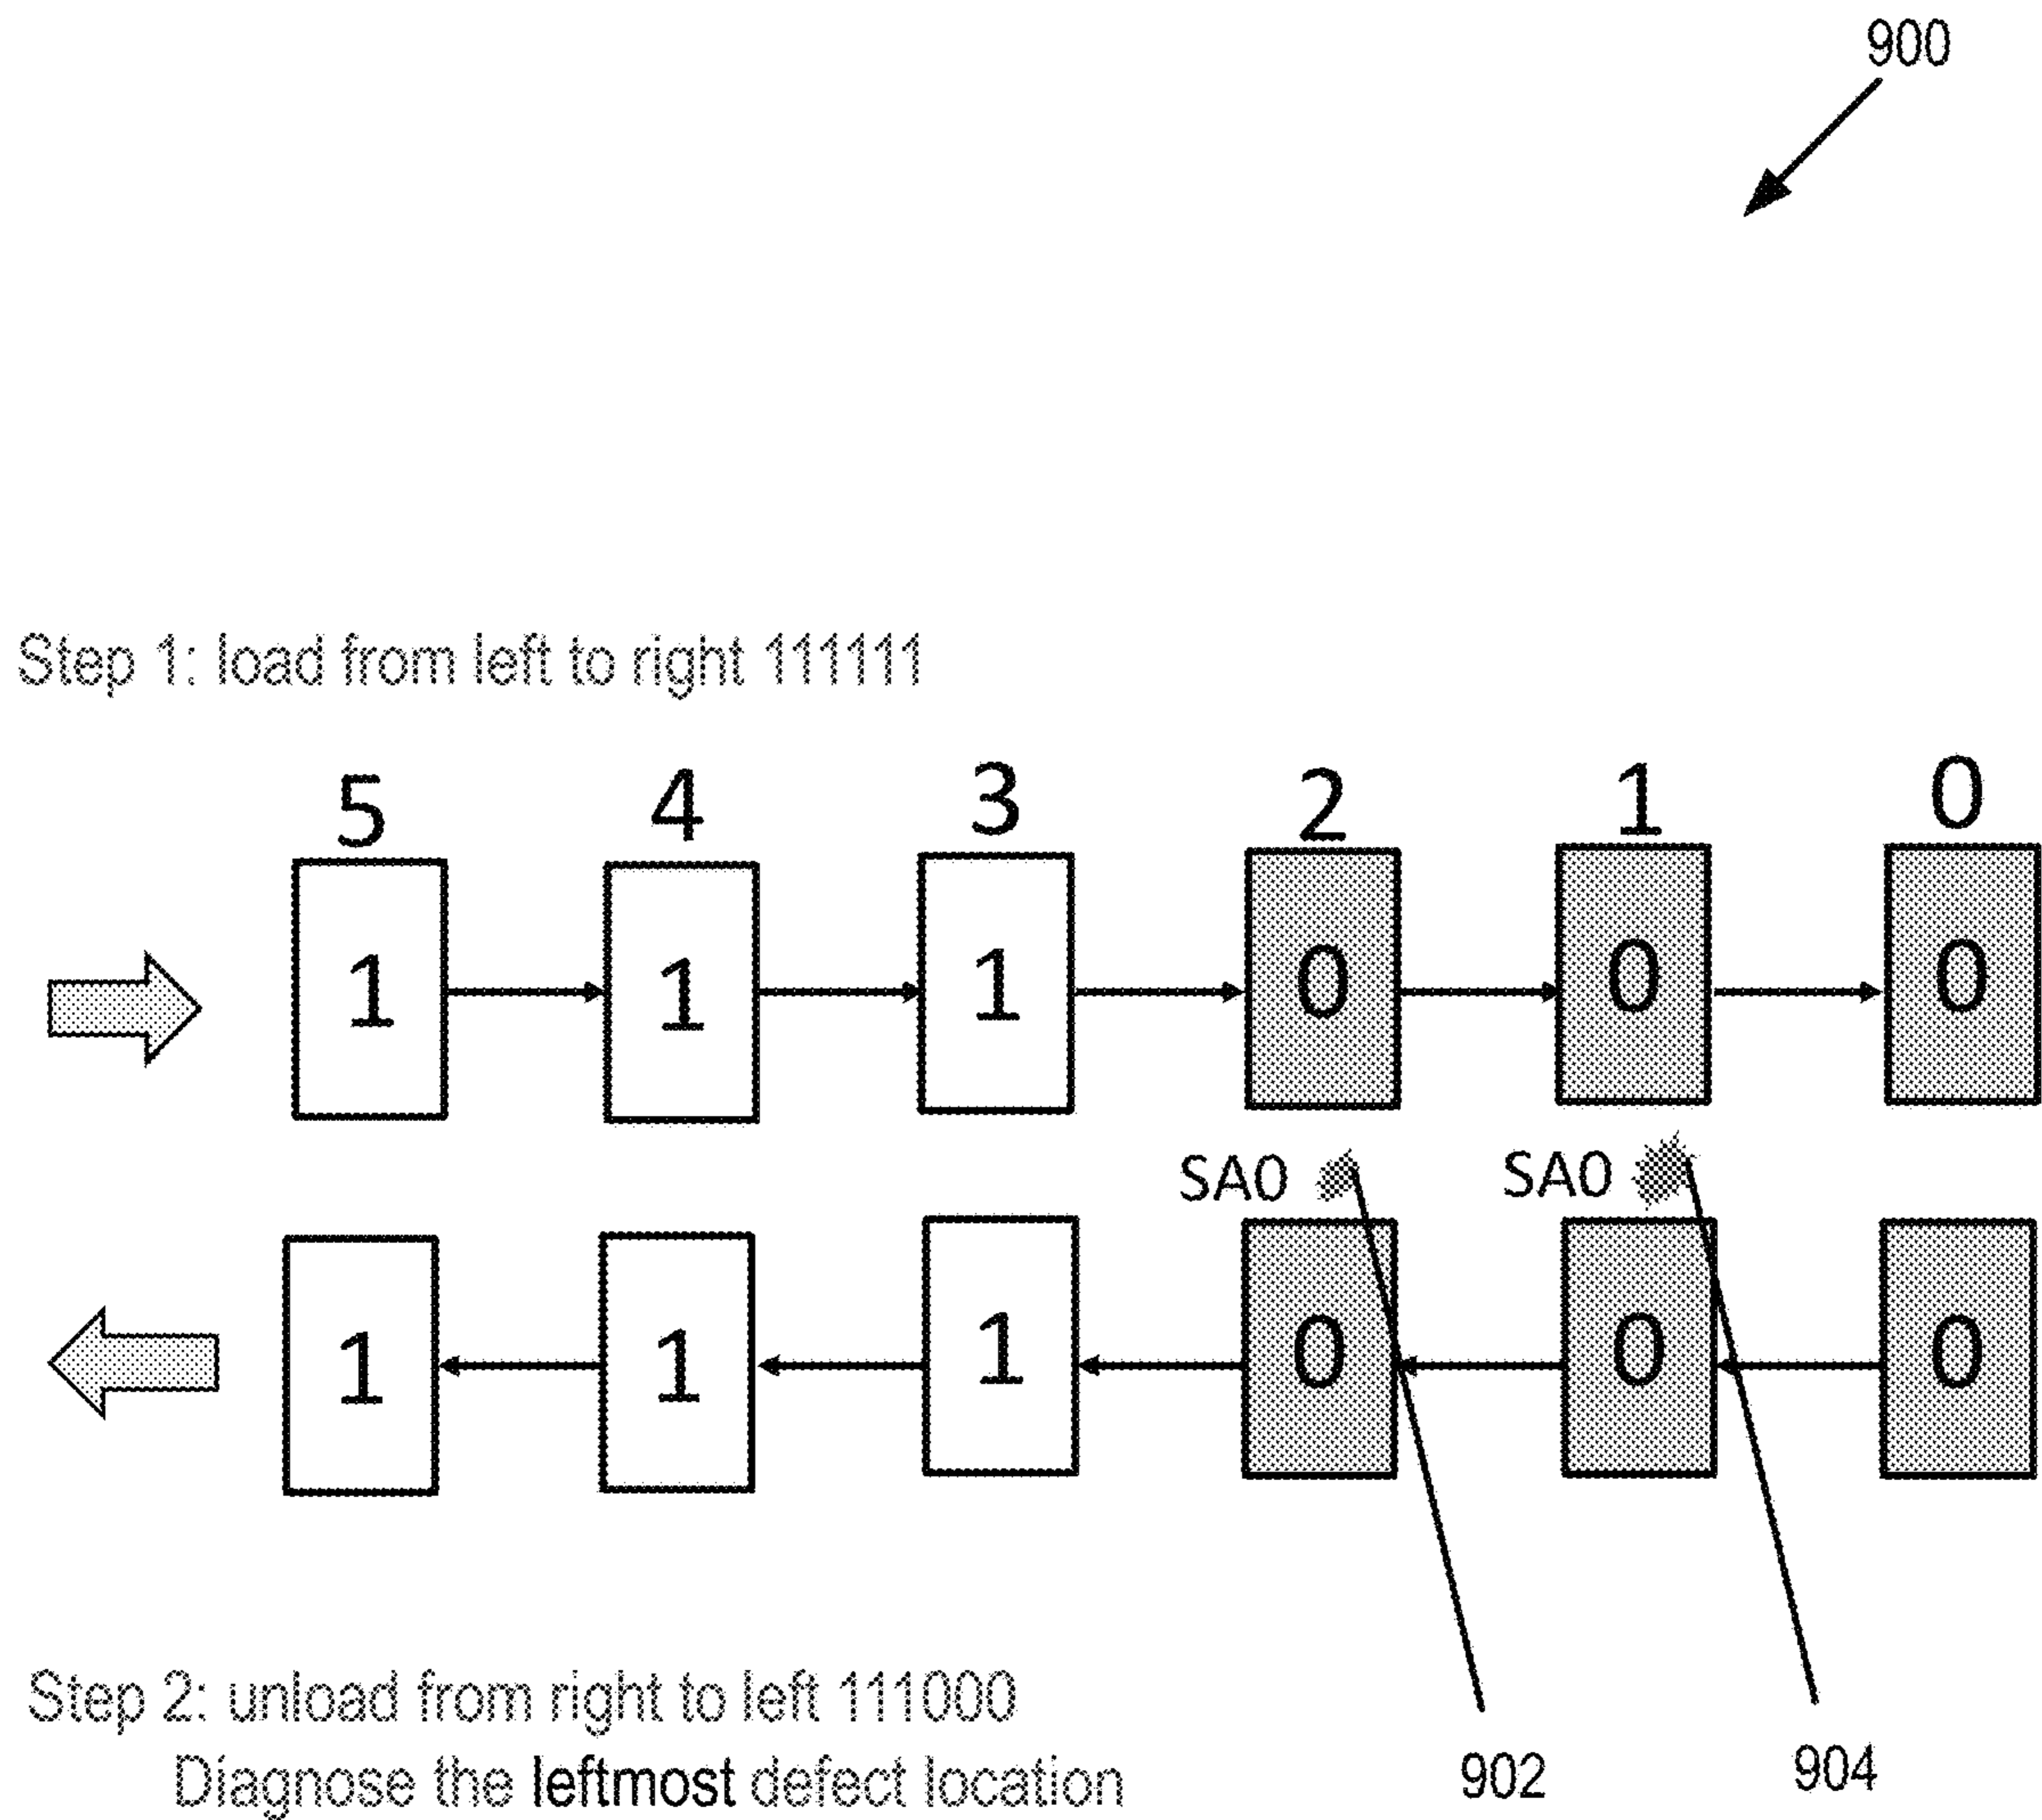 900
Step 1: load from left to right 111111
5 4 3 2 1 0
1 1 1 0 0 0
SA0 SA0
1 1 1 0 0 0
Step 2: unload from right to left 111000
Diagnose the leftmost defect location
902 904